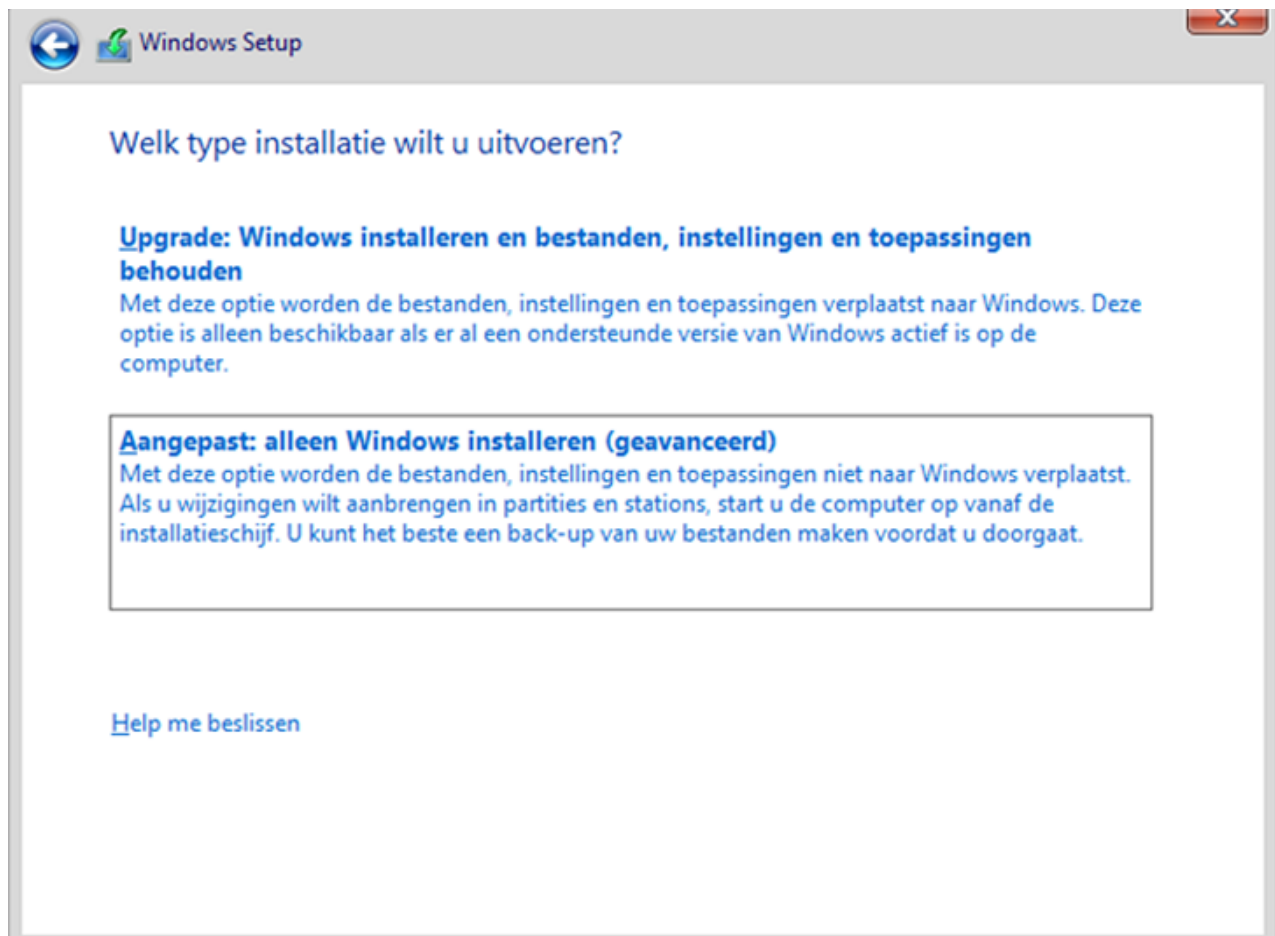 Windows Setup
Welk type installatie wilt u uitvoeren?
Upgrade: Windows installeren en bestanden, instellingen en toepassingen
behouden
Met deze optie worden de bestanden, instellingen en toepassingen verplaatst naar Windows. Deze
optie is alleen beschikbaar als er al een ondersteunde versie van Windows actief is op de
computer.
Aangepast: alleen Windows installeren (geavanceerd)
Met deze optie worden de bestanden, instellingen en toepassingen niet naar Windows verplaatst.
Als u wijzigingen wilt aanbrengen in partities en stations, start u de computer op vanaf de
installatieschijf. U kunt het beste een back-up van uw bestanden maken voordat u doorgaat.
Help me beslissen